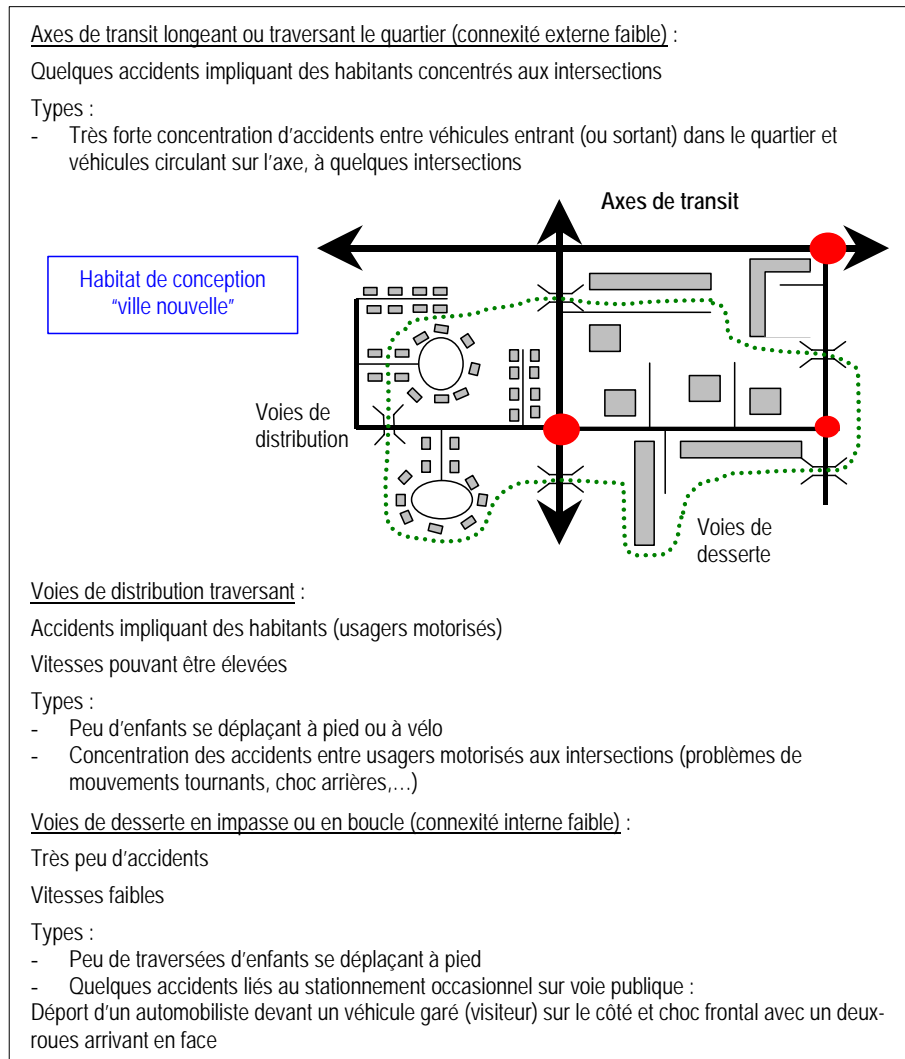 Axes de transit longeant ou traversant le quartier (connexité externe faible) :
Quelques accidents impliquant des habitants concentrés aux intersections
Types :
- Très forte concentration d'accidents entre véhicules entrant (ou sortant) dans le quartier et
véhicules circulant sur l'axe, à quelques intersections
Axes de transit
Habitat de conception
"ville nouvelle"
Voies de
distribution
Voies de
desserte
Voies de distribution traversant :
Accidents impliquant des habitants (usagers motorisés)
Vitesses pouvant être élevées
Types :
- Peu d'enfants se déplaçant à pied ou à vélo
- Concentration des accidents entre usagers motorisés aux intersections (problèmes de
mouvements tournants, choc arrières,…)
Voies de desserte en impasse ou en boucle (connexité interne faible) :
Très peu d'accidents
Vitesses faibles
Types :
- Peu de traversées d'enfants se déplaçant à pied
- Quelques accidents liés au stationnement occasionnel sur voie publique :
Déport d'un automobiliste devant un véhicule garé (visiteur) sur le côté et choc frontal avec un deux-
roues arrivant en face